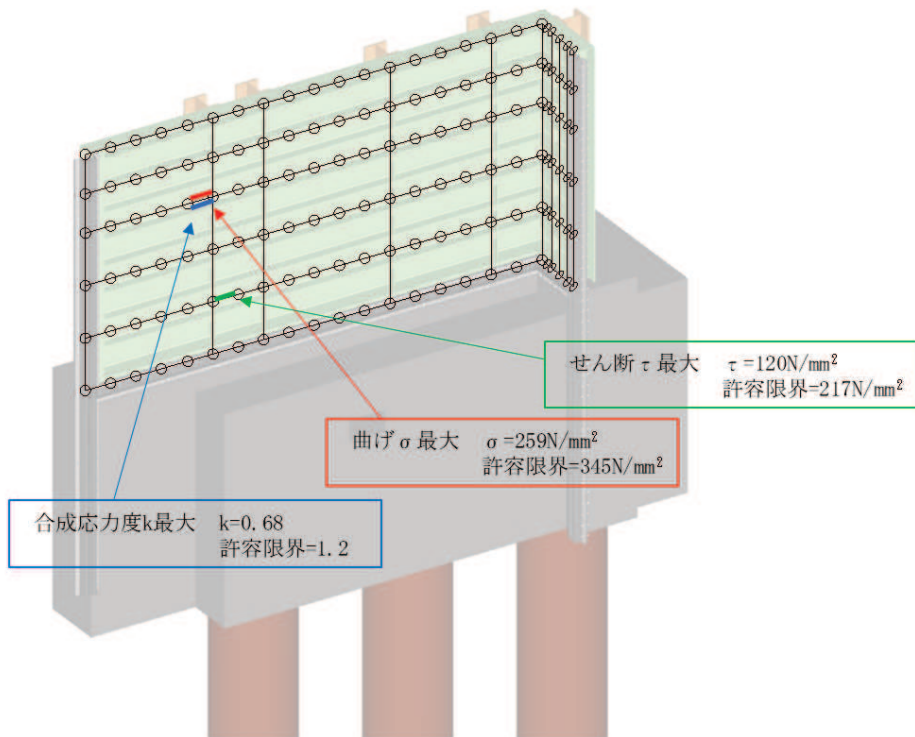 せん断τ最大 τ=120N/mm²
許容限界=217N/mm²
曲げσ最大 σ=259N/mm²
許容限界=345N/mm²
合成応力度k最大 k=0.68
許容限界=1.2